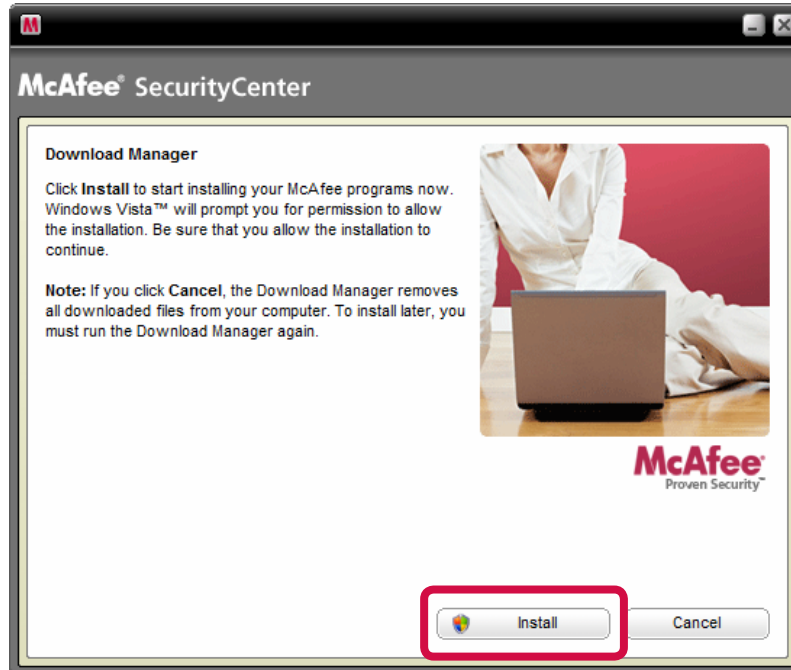 McAfee® SecurityCenter
Download Manager
Click Install to start installing your McAfee programs now.
Windows Vista™ will prompt you for permission to allow
the installation. Be sure that you allow the installation to
continue.
Note: If you click Cancel, the Download Manager removes
all downloaded files from your computer. To install later, you
must run the Download Manager again.
McAfee®
Proven Security™
Install
Cancel